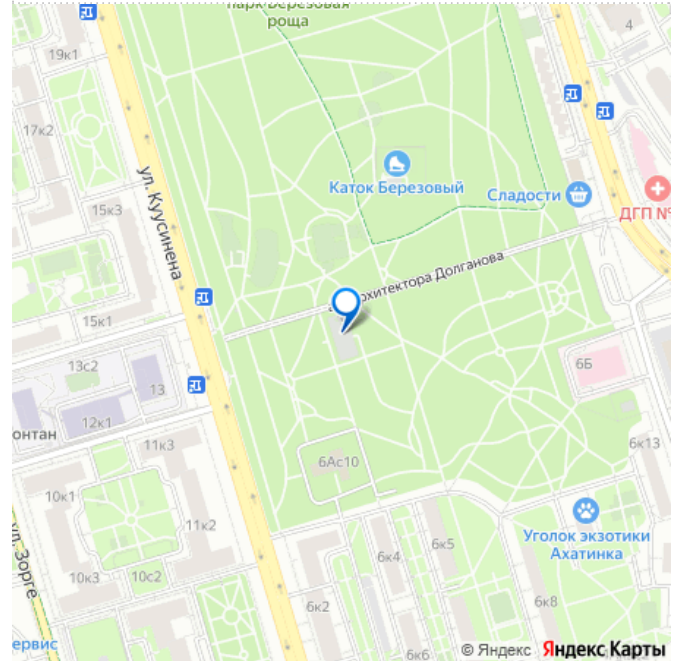 парк Березовая
роща
4
19к1
17к2
ул. Куусинена
Каток Березовый
Сладости
ДГП №
15к3
архитектора Долганова
15к1
13с2
13
6Б
12к1
онтан
11к3
6Ас10
6к13
10к1
11к2
Уголок экзотики
Ахатинка
ул. Зорге
6к5
6к4
10к3
10с2
6к2
6к8
ервис
6к6
© Яндекс Яндекс Карты